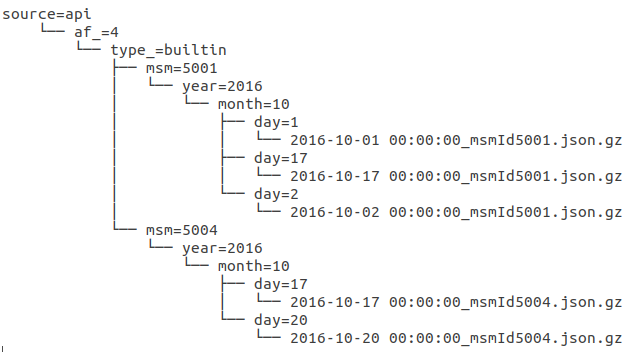 source=api
└── af_=4
└── type_=builtin
├── msm=5001
│ └── year=2016
│ └── month=10
│ ├── day=1
│ │ └── 2016-10-01 00:00:00_msmId5001.json.gz
│ ├── day=17
│ │ └── 2016-10-17 00:00:00_msmId5001.json.gz
│ └── day=2
│ └── 2016-10-02 00:00:00_msmId5001.json.gz
└── msm=5004
└── year=2016
└── month=10
├── day=17
│ └── 2016-10-17 00:00:00_msmId5004.json.gz
└── day=20
└── 2016-10-20 00:00:00_msmId5004.json.gz